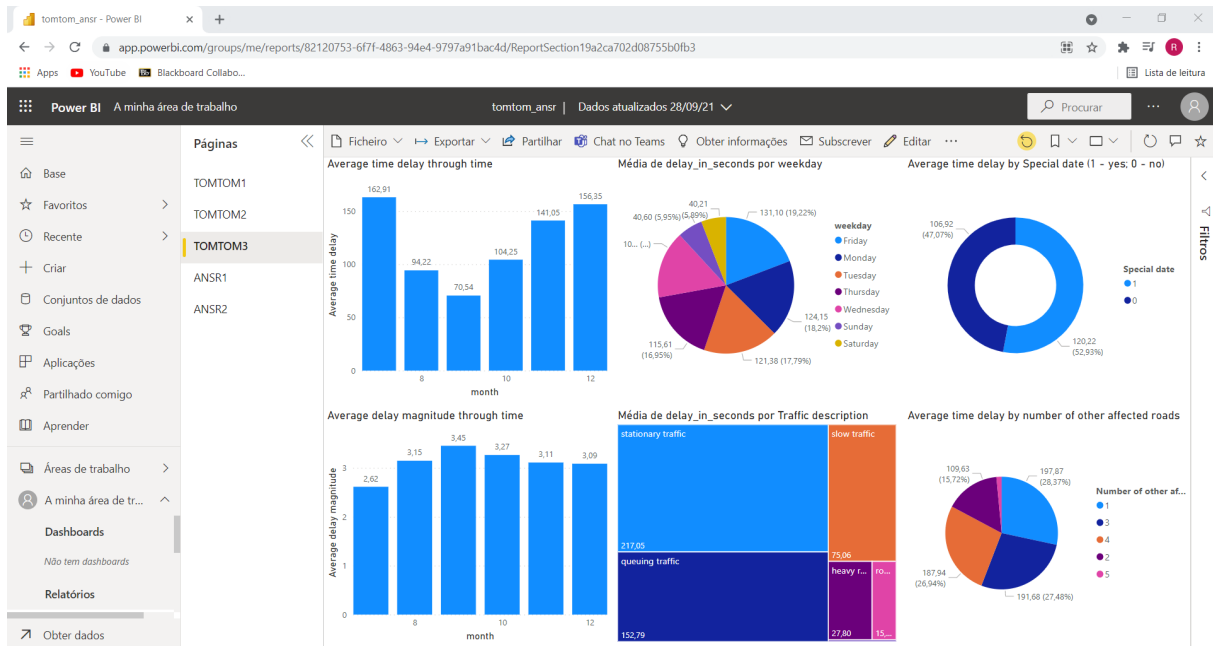 tomtom_ansr - Power BI
app.powerbi.com/groups/me/reports/82120753-6f7f-4863-94e4-9797a91bac4d/ReportSection19a2ca702d08755b0fb3
R
Apps YouTube Bb Blackboard Collabo... Lista de leitura
Power BI A minha área de trabalho tomtom_ansr | Dados atualizados 28/09/21 Procurar
Base
Favoritos
Recente
Criar
Conjuntos de dados
Goals
Aplicações
Partilhado comigo
Aprender
Áreas de trabalho
A minha área de tr...
Dashboards
Não tem dashboards
Relatórios
Obter dados
Páginas
TOMTOM1
TOMTOM2
TOMTOM3
ANSR1
ANSR2
Ficheiro Exportar Partilhar Chat no Teams Obter informações Subscrever Editar ...
Average time delay through time
Average time delay
150
100
50
0
162,91
94,22
70,54
104,25
141,05
156,35
8 10 12
month
Média de delay_in_seconds por weekday
40,21
(5,89%)
40,60 (5,95%)
10... (...)
115,61
(16,95%)
131,10 (19,22%)
124,15
(18,2%)
121,38 (17,79%)
weekday
Friday
Monday
Tuesday
Thursday
Wednesday
Sunday
Saturday
Average time delay by Special date (1 - yes; 0 - no)
106,92
(47,07%)
120,22
(52,93%)
Special date
1
0
Filtros
Average delay magnitude through time
Average delay magnitude
3
2
1
0
2,62
3,15
3,45
3,27
3,11
3,09
8 10 12
month
Média de delay_in_seconds por Traffic description
stationary traffic
217,05
queuing traffic
152,79
slow traffic
75,06
heavy r...
27,80
ro...
15,...
Average time delay by number of other affected roads
109,63
(15,72%)
197,87
(28,37%)
187,94
(26,94%)
191,68 (27,48%)
Number of other af...
1
3
4
2
5